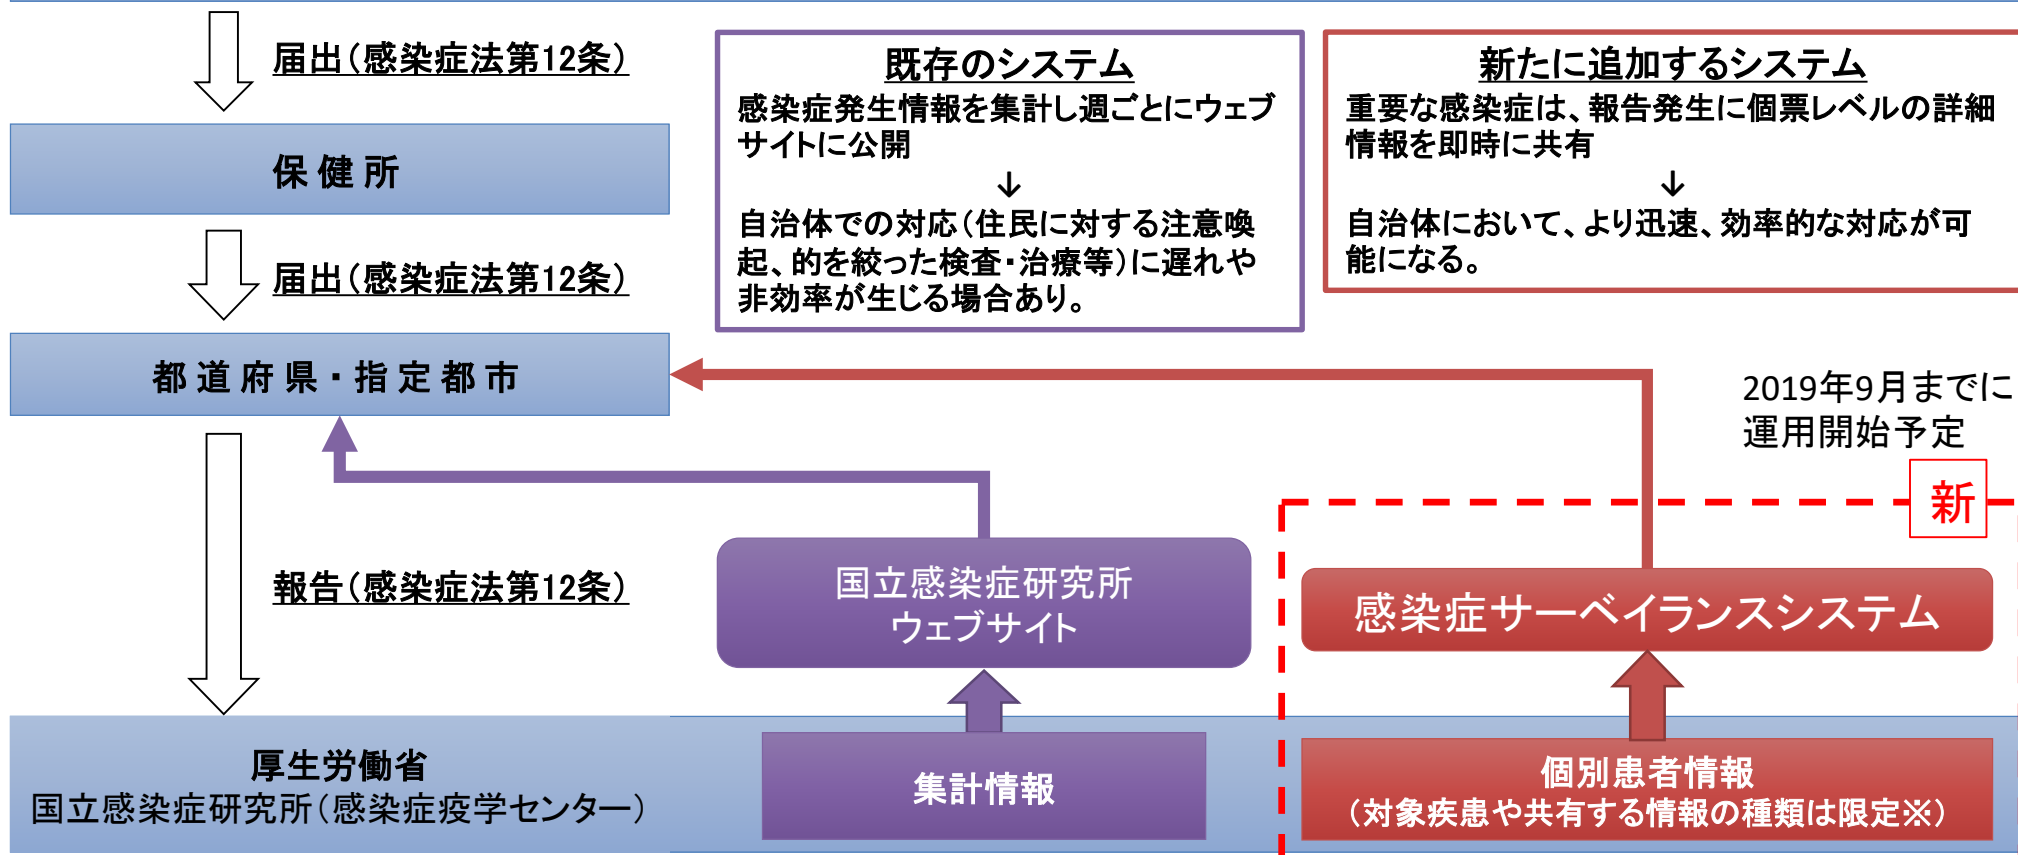 届出（感染症法第12条）
保健所
届出（感染症法第12条）
都道府県・指定都市
報告（感染症法第12条）
厚生労働省
国立感染症研究所（感染症疫学センター）
既存のシステム
感染症発生情報を集計し週ごとにウェブ
サイトに公開
↓
自治体での対応（住民に対する注意喚
起、的を絞った検査・治療等）に遅れや
非効率が生じる場合あり。
新たに追加するシステム
重要な感染症は、報告発生に個票レベルの詳細
情報を即時に共有
↓
自治体において、より迅速、効率的な対応が可
能になる。
2019年9月までに
運用開始予定
新
国立感染症研究所
ウェブサイト
集計情報
感染症サーベイランスシステム
個別患者情報
（対象疾患や共有する情報の種類は限定※）